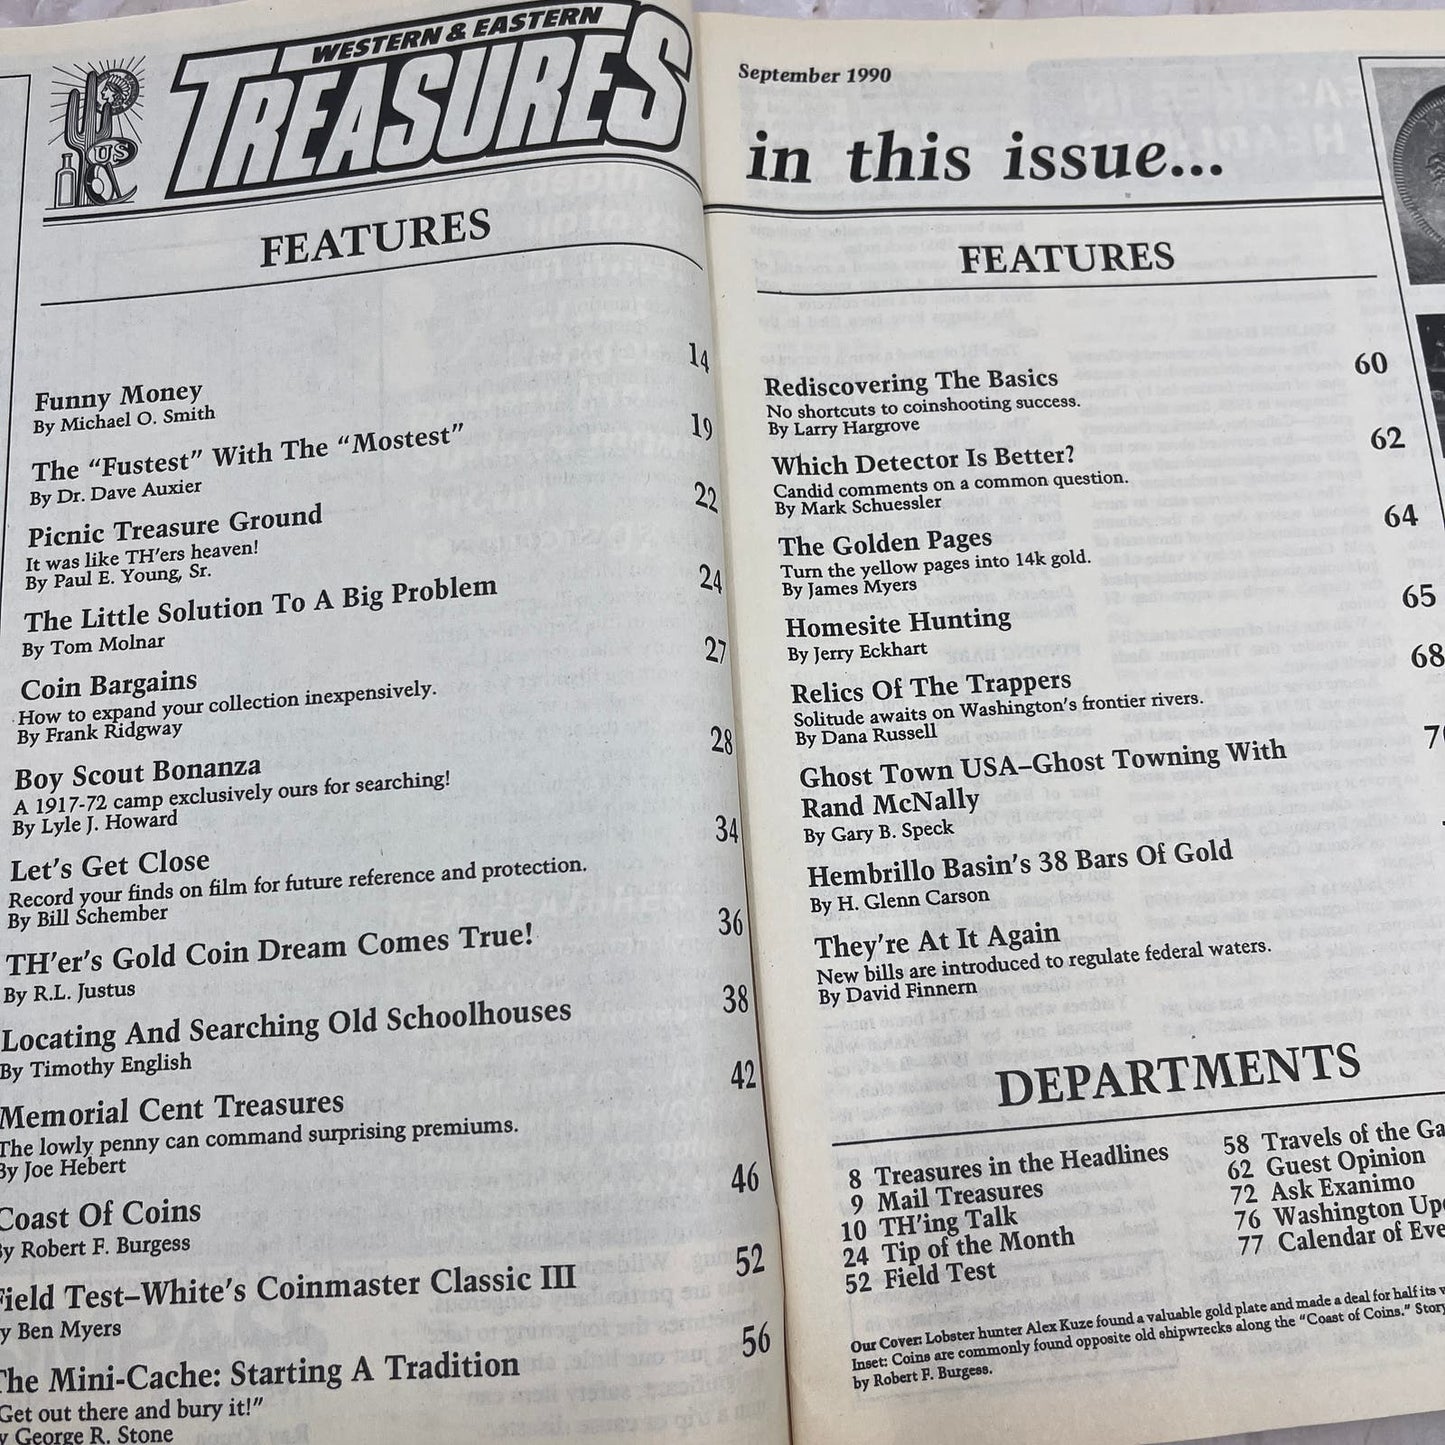 WESTERN & EASTERN
TREASURES
US
FEATURES
14
Funny Money
By Michael O. Smith
19
The “Fustest” With The “Mostest”
By Dr. Dave Auxier
22
Picnic Treasure Ground
It was like TH'ers heaven!
By Paul E. Young, Sr.
24
The Little Solution To A Big Problem
By Tom Molnar
27
Coin Bargains
How to expand your collection inexpensively.
By Frank Ridgway
28
Boy Scout Bonanza
A 1917-72 camp exclusively ours for searching!
By Lyle J. Howard
34
Let's Get Close
Record your finds on film for future reference and protection.
By Bill Schember
36
TH'er's Gold Coin Dream Comes True!
By R.L. Justus
38
Locating And Searching Old Schoolhouses
By Timothy English
42
Memorial Cent Treasures
The lowly penny can command surprising premiums.
By Joe Hebert
46
Coast Of Coins
By Robert F. Burgess
52
Field Test–White's Coinmaster Classic III
By Ben Myers
56
The Mini-Cache: Starting A Tradition
Get out there and bury it!”
By George R. Stone
September 1990
in this issue...
FEATURES
60
Rediscovering The Basics
No shortcuts to coinshooting success.
By Larry Hargrove
62
Which Detector Is Better?
Candid comments on a common question.
By Mark Schuessler
64
The Golden Pages
Turn the yellow pages into 14k gold.
By James Myers
65
Homesite Hunting
By Jerry Eckhart
68
Relics Of The Trappers
Solitude awaits on Washington's frontier rivers.
By Dana Russell
Ghost Town USA–Ghost Towning With
Rand McNally
By Gary B. Speck
Hembrillo Basin's 38 Bars Of Gold
By H. Glenn Carson
They're At It Again
New bills are introduced to regulate federal waters.
By David Finnern
DEPARTMENTS
8 Treasures in the Headlines
9 Mail Treasures
10 TH'ing Talk
24 Tip of the Month
52 Field Test
58 Travels of the Ga
62 Guest Opinion
72 Ask Exanimo
76 Washington Up
77 Calendar of Eve
Our Cover: Lobster hunter Alex Kuze found a valuable gold plate and made a deal for half its v
Inset: Coins are commonly found opposite old shipwrecks along the “Coast of Coins.” Story
by Robert F. Burgess.